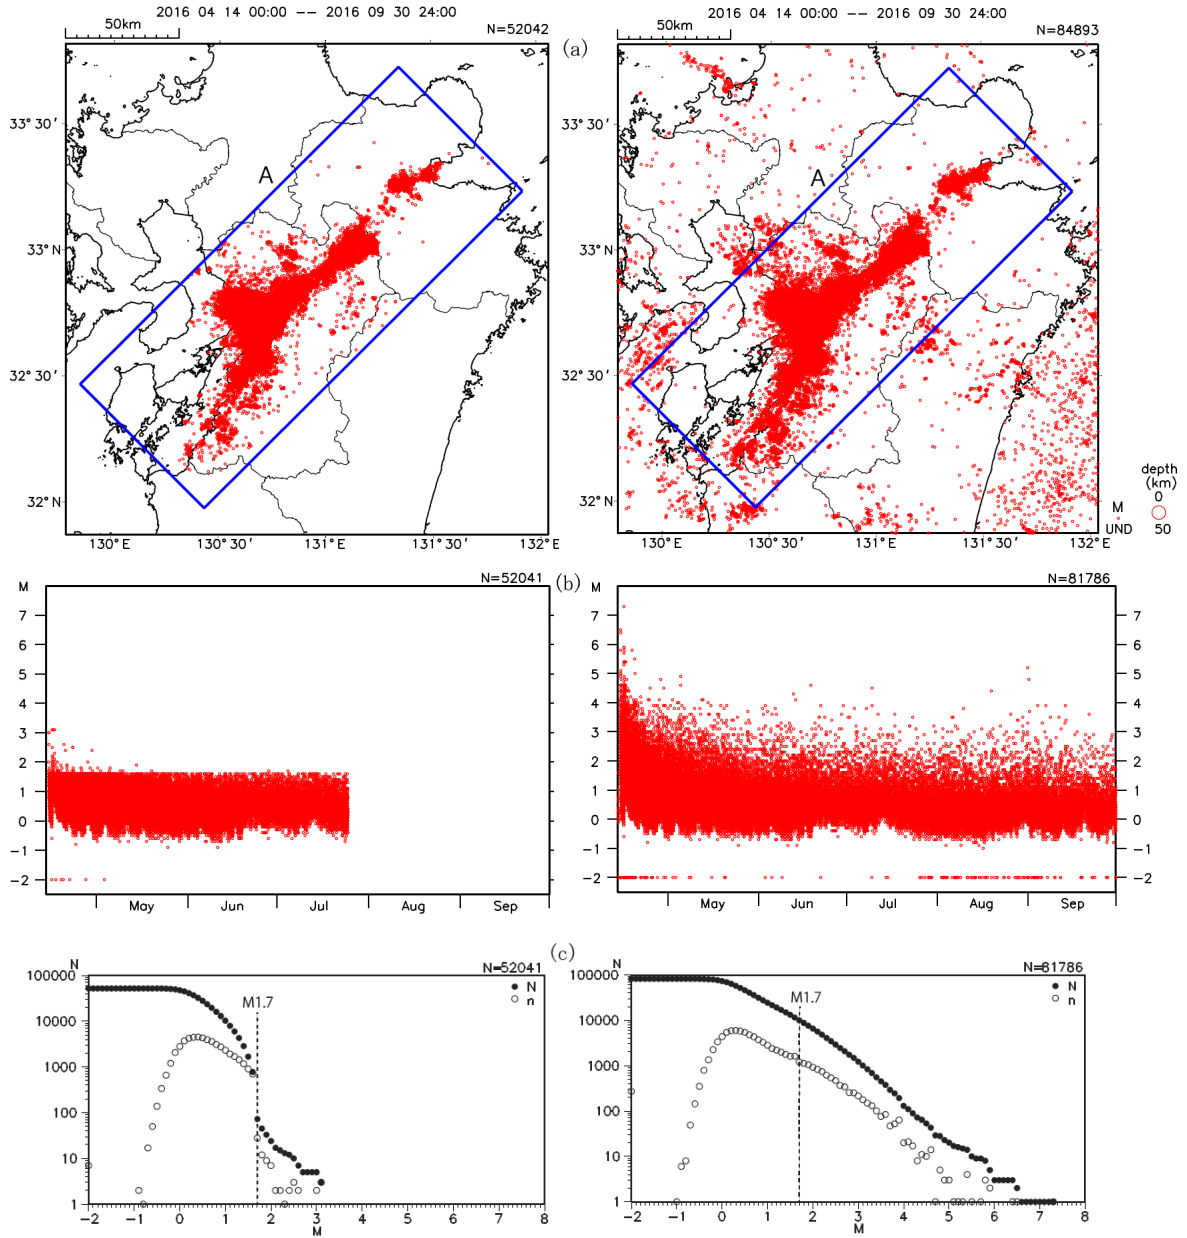 2016 04 14 00:00 -- 2016 09 30 24:00
50km
N=52042
(a)
2016 04 14 00:00 -- 2016 09 30 24:00
50km
N=84893
33° 30′
33° N
32° 30′
32° N
A
130° E
130° 30′
131° E
131° 30′
132° E
A
130° E
130° 30′
131° E
131° 30′
132° E
depth
(km)
0
M
UND
50
M
N=52041
(b)
N=81786
7
6
5
4
3
2
1
0
-1
-2
May
Jun
Jul
Aug
Sep
7
6
5
4
3
2
1
0
-1
-2
May
Jun
Jul
Aug
Sep
(c)
N
N=52041
100000
10000
1000
100
10
1
M1.7
N
n
-2
-1
0
1
2
3
4
5
6
7
8
M
N=81786
100000
10000
1000
100
10
1
M1.7
N
n
-2
-1
0
1
2
3
4
5
6
7
8
M